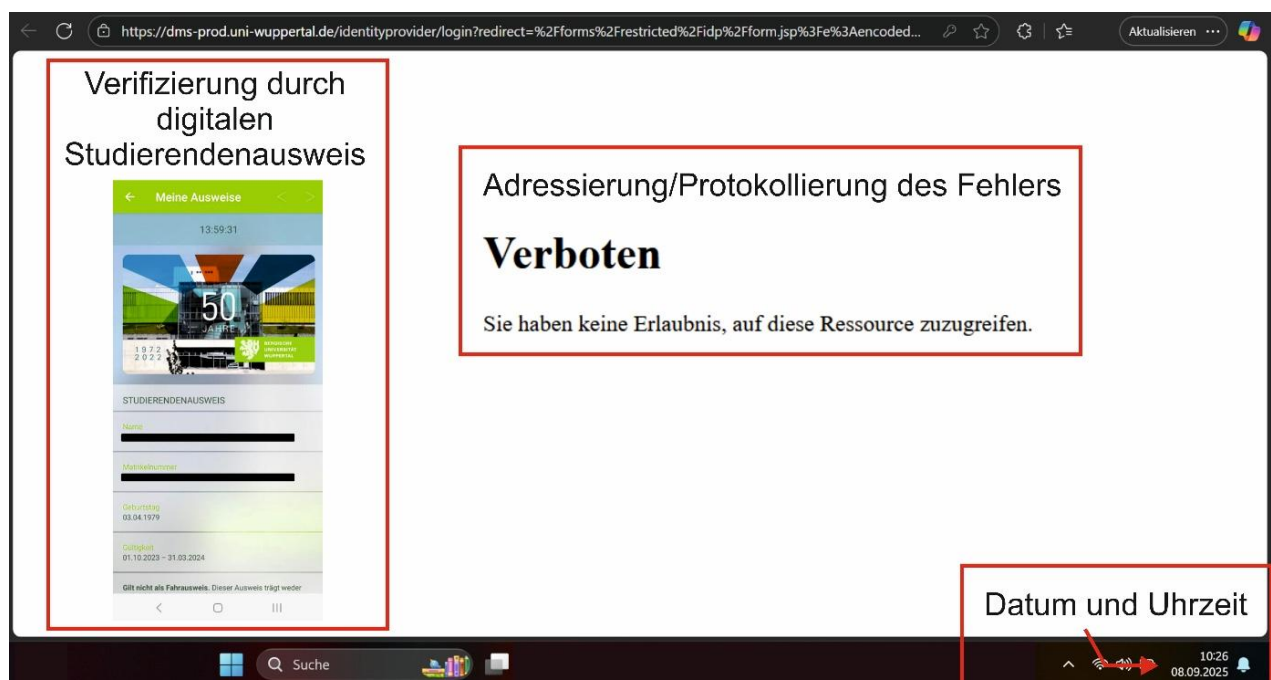 https://dms-prod.uni-wuppertal.de/identityprovider/login?redirect=%2Fforms%2Frestricted%2Fidp%2Fform.jsp%3Fe%3Aencoded...
Aktualisieren
Verifizierung durch
digitalen
Studierendenausweis
Meine Ausweise
13:59:31
50
JAHRE
1972
2022
BERGISCHE
UNIVERSITÄT
WUPPERTAL
STUDIERENDENAUSWEIS
Name
Matrikelnummer
Geburtstag
03.04.1979
Gültigkeit
01.10.2023 – 31.03.2024
Gilt nicht als Fahrausweis. Dieser Ausweis trägt weder
Adressierung/Protokollierung des Fehlers
Verboten
Sie haben keine Erlaubnis, auf diese Ressource zuzugreifen.
Datum und Uhrzeit
Suche
10:26
08.09.2025